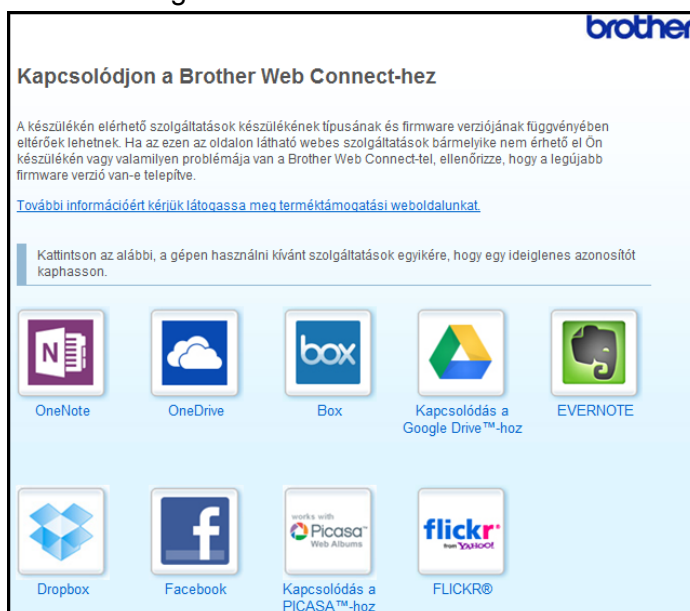 brother
Kapcsolódjon a Brother Web Connect-hez
A készülékén elérhető szolgáltatások készülékének típusának és firmware verziójának függvényében
eltérőek lehetnek. Ha az ezen az oldalon látható webes szolgáltatások bármelyike nem érhető el Ön
készülékén vagy valamilyen problémája van a Brother Web Connect-tel, ellenőrizze, hogy a legújabb
firmware verzió van-e telepítve.
További információért kérjük látogassa meg terméktámogatási weboldalunkat.
Kattintson az alábbi, a gépen használni kívánt szolgáltatások egyikére, hogy egy ideiglenes azonosítót
kaphasson.
N
box
OneNote
OneDrive
Box
Kapcsolódás a
Google Drive™-hoz
EVERNOTE
f
works with
Picasa™
Web Albums
flickr
from YAHOO!
Dropbox
Facebook
Kapcsolódás a
PICASA™-hoz
FLICKR®